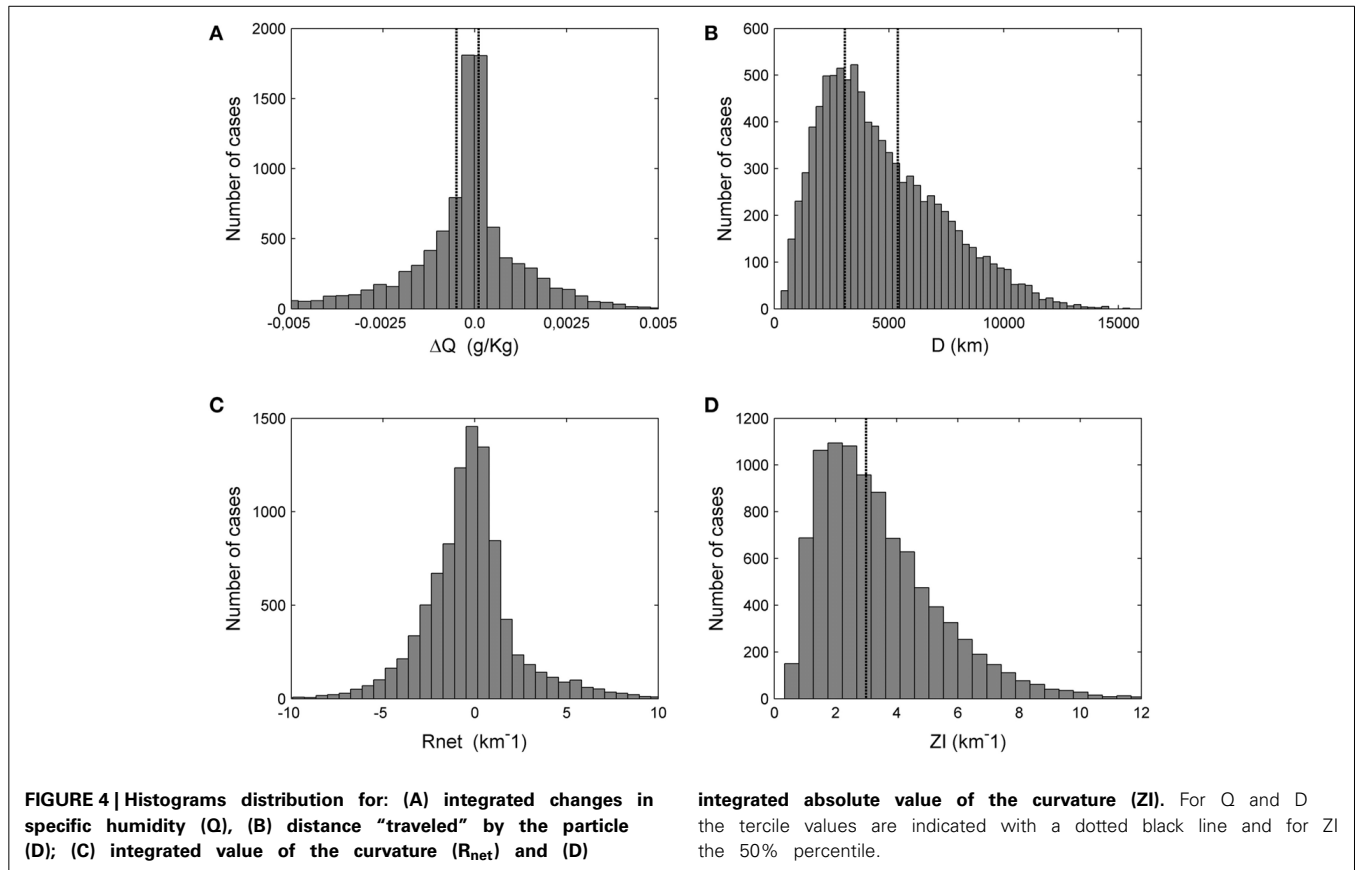 A
2000
1500
1000
500
0
Number of cases
-0,005
-0.0025
0.0
0,0025
0.005
ΔQ (g/Kg)
B
600
500
400
300
200
100
0
Number of cases
0
5000
10000
15000
D (km)
C
1500
1000
500
0
Number of cases
-10
-5
0
5
10
Rnet (km⁻1)
D
1200
1000
800
600
400
200
0
Number of cases
0
2
4
6
8
10
12
ZI (km⁻1)
FIGURE 4 | Histograms distribution for: (A) integrated changes in
specific humidity (Q), (B) distance “traveled” by the particle
(D); (C) integrated value of the curvature (Rnet) and (D)
integrated absolute value of the curvature (ZI). For Q and D
the tercile values are indicated with a dotted black line and for ZI
the 50% percentile.